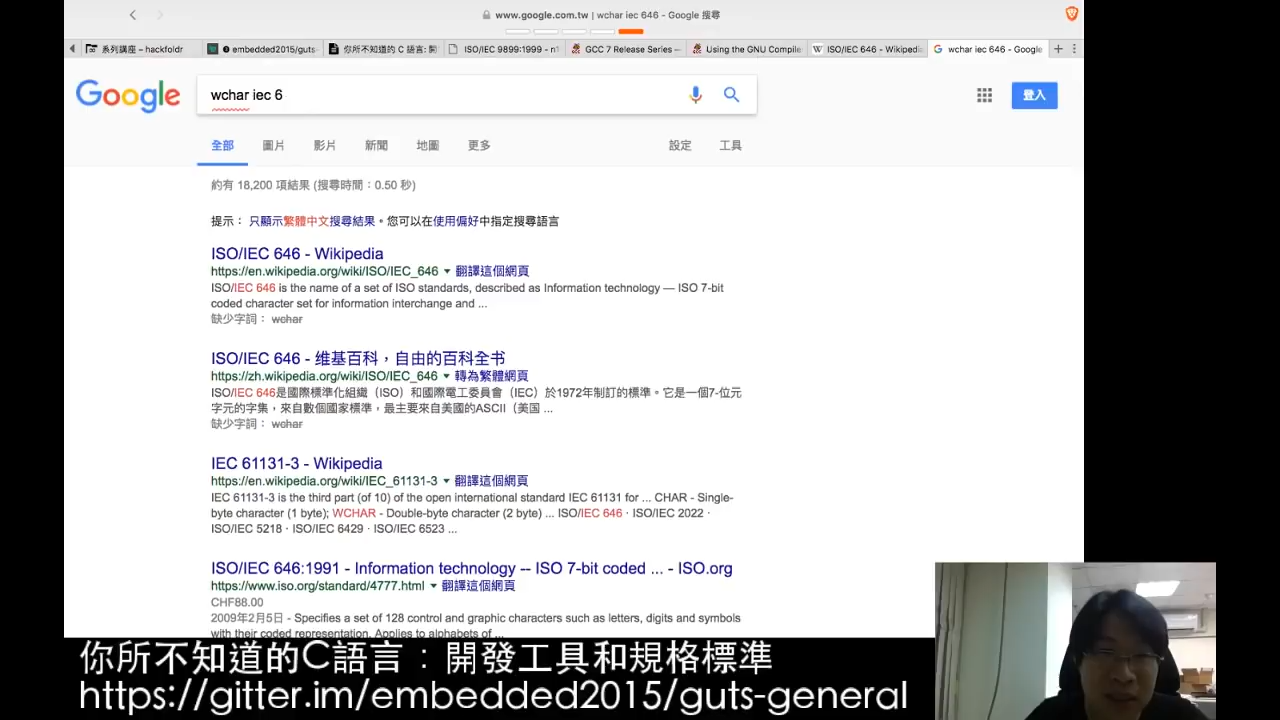 www.google.com.tw | wchar iec 646 - Google 搜尋
系列講座 – hackfoldr
embedded2015/guts-
你所不知道的 C 語言: 開
ISO/IEC 9899:1999 - n1
GCC 7 Release Series —
Using the GNU Compile
ISO/IEC 646 - Wikipedia
wchar iec 646 - Google
Google
wchar iec 6
登入
全部
圖片
影片
新聞
地圖
更多
設定
工具
約有 18,200 項結果 (搜尋時間：0.50 秒)
提示： 只顯示繁體中文搜尋結果。您可以在使用偏好中指定搜尋語言
ISO/IEC 646 - Wikipedia
https://en.wikipedia.org/wiki/ISO/IEC_646 翻譯這個網頁
ISO/IEC 646 is the name of a set of ISO standards, described as Information technology — ISO 7-bit
coded character set for information interchange and ...
缺少字詞： wchar
ISO/IEC 646 - 维基百科，自由的百科全书
https://zh.wikipedia.org/wiki/ISO/IEC_646 轉為繁體網頁
ISO/IEC 646是國際標準化組織（ISO）和國際電工委員會（IEC）於1972年制訂的標準。它是一個7-位元
字元的字集，來自數個國家標準，最主要來自美國的ASCII（美国 ...
缺少字詞： wchar
IEC 61131-3 - Wikipedia
https://en.wikipedia.org/wiki/IEC_61131-3 翻譯這個網頁
IEC 61131-3 is the third part (of 10) of the open international standard IEC 61131 for ... CHAR - Single-
byte character (1 byte); WCHAR - Double-byte character (2 byte) ... ISO/IEC 646 · ISO/IEC 2022 ·
ISO/IEC 5218 · ISO/IEC 6429 · ISO/IEC 6523 ...
ISO/IEC 646:1991 - Information technology -- ISO 7-bit coded ... - ISO.org
https://www.iso.org/standard/4777.html 翻譯這個網頁
CHF88.00
2009年2月5日 - Specifies a set of 128 control and graphic characters such as letters, digits and symbols
with their coded representation. Applies to alphabets of ...
你所不知道的C語言：開發工具和規格標準
https://gitter.im/embedded2015/guts-general